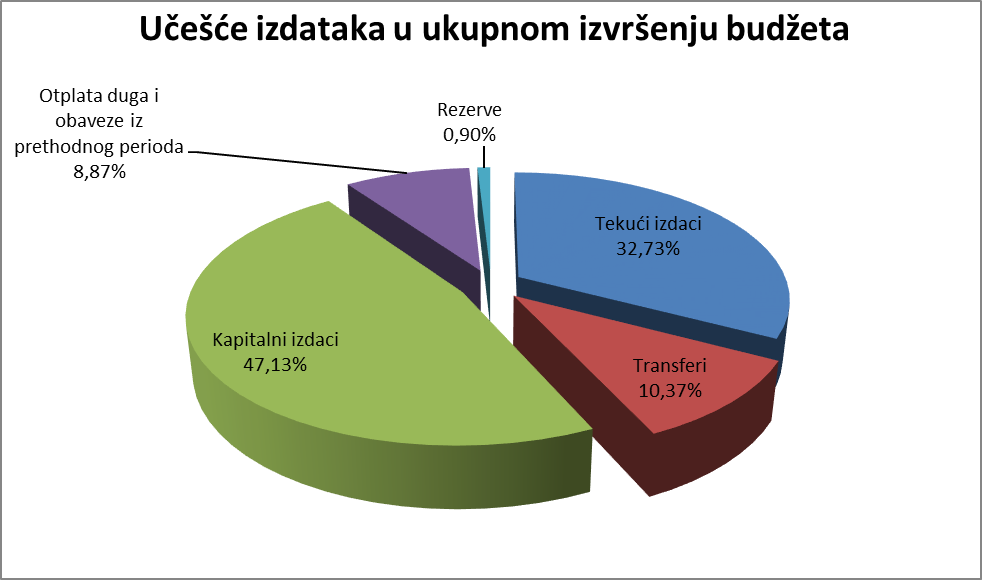 Učešće izdataka u ukupnom izvršenju budžeta
Otplata duga i
obaveze iz
prethodnog perioda
8,87%
Rezerve
0,90%
Tekući izdaci
32,73%
Kapitalni izdaci
47,13%
Transferi
10,37%